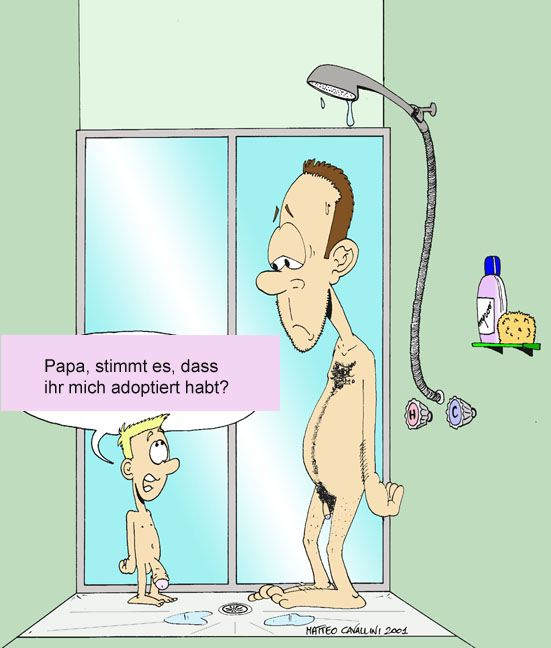 Papa, stimmt es, dass
ihr mich adoptiert habt?
H C
MATTEO CAVALLINI 2001